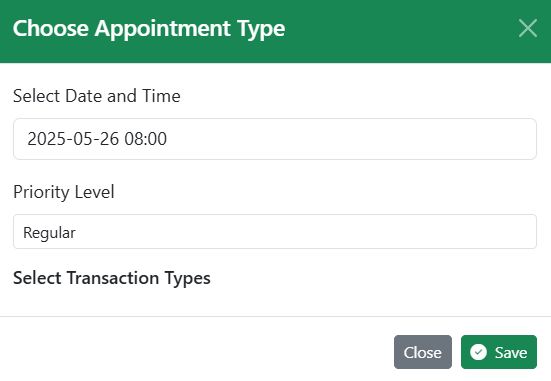 Choose Appointment Type
Select Date and Time
2025-05-26 08:00
Priority Level
Regular
Select Transaction Types
Close
Save